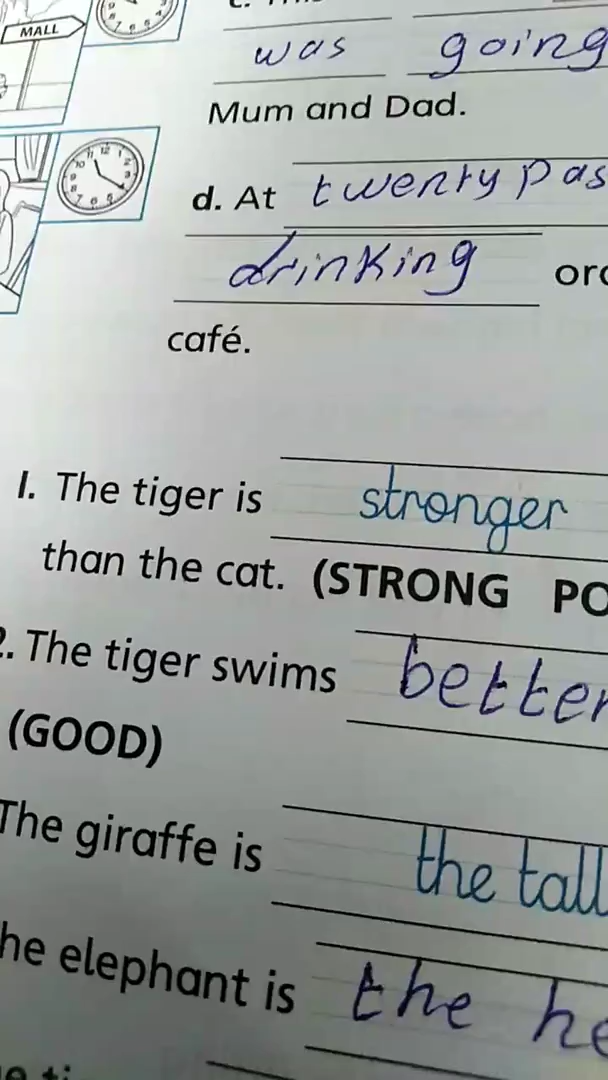 MALL
was going
Mum and Dad.
d. At twenty pas
drinking
café.
1. The tiger is stronger
than the cat. (STRONG PO
2. The tiger swims better
(GOOD)
The giraffe is the tall
he elephant is the he